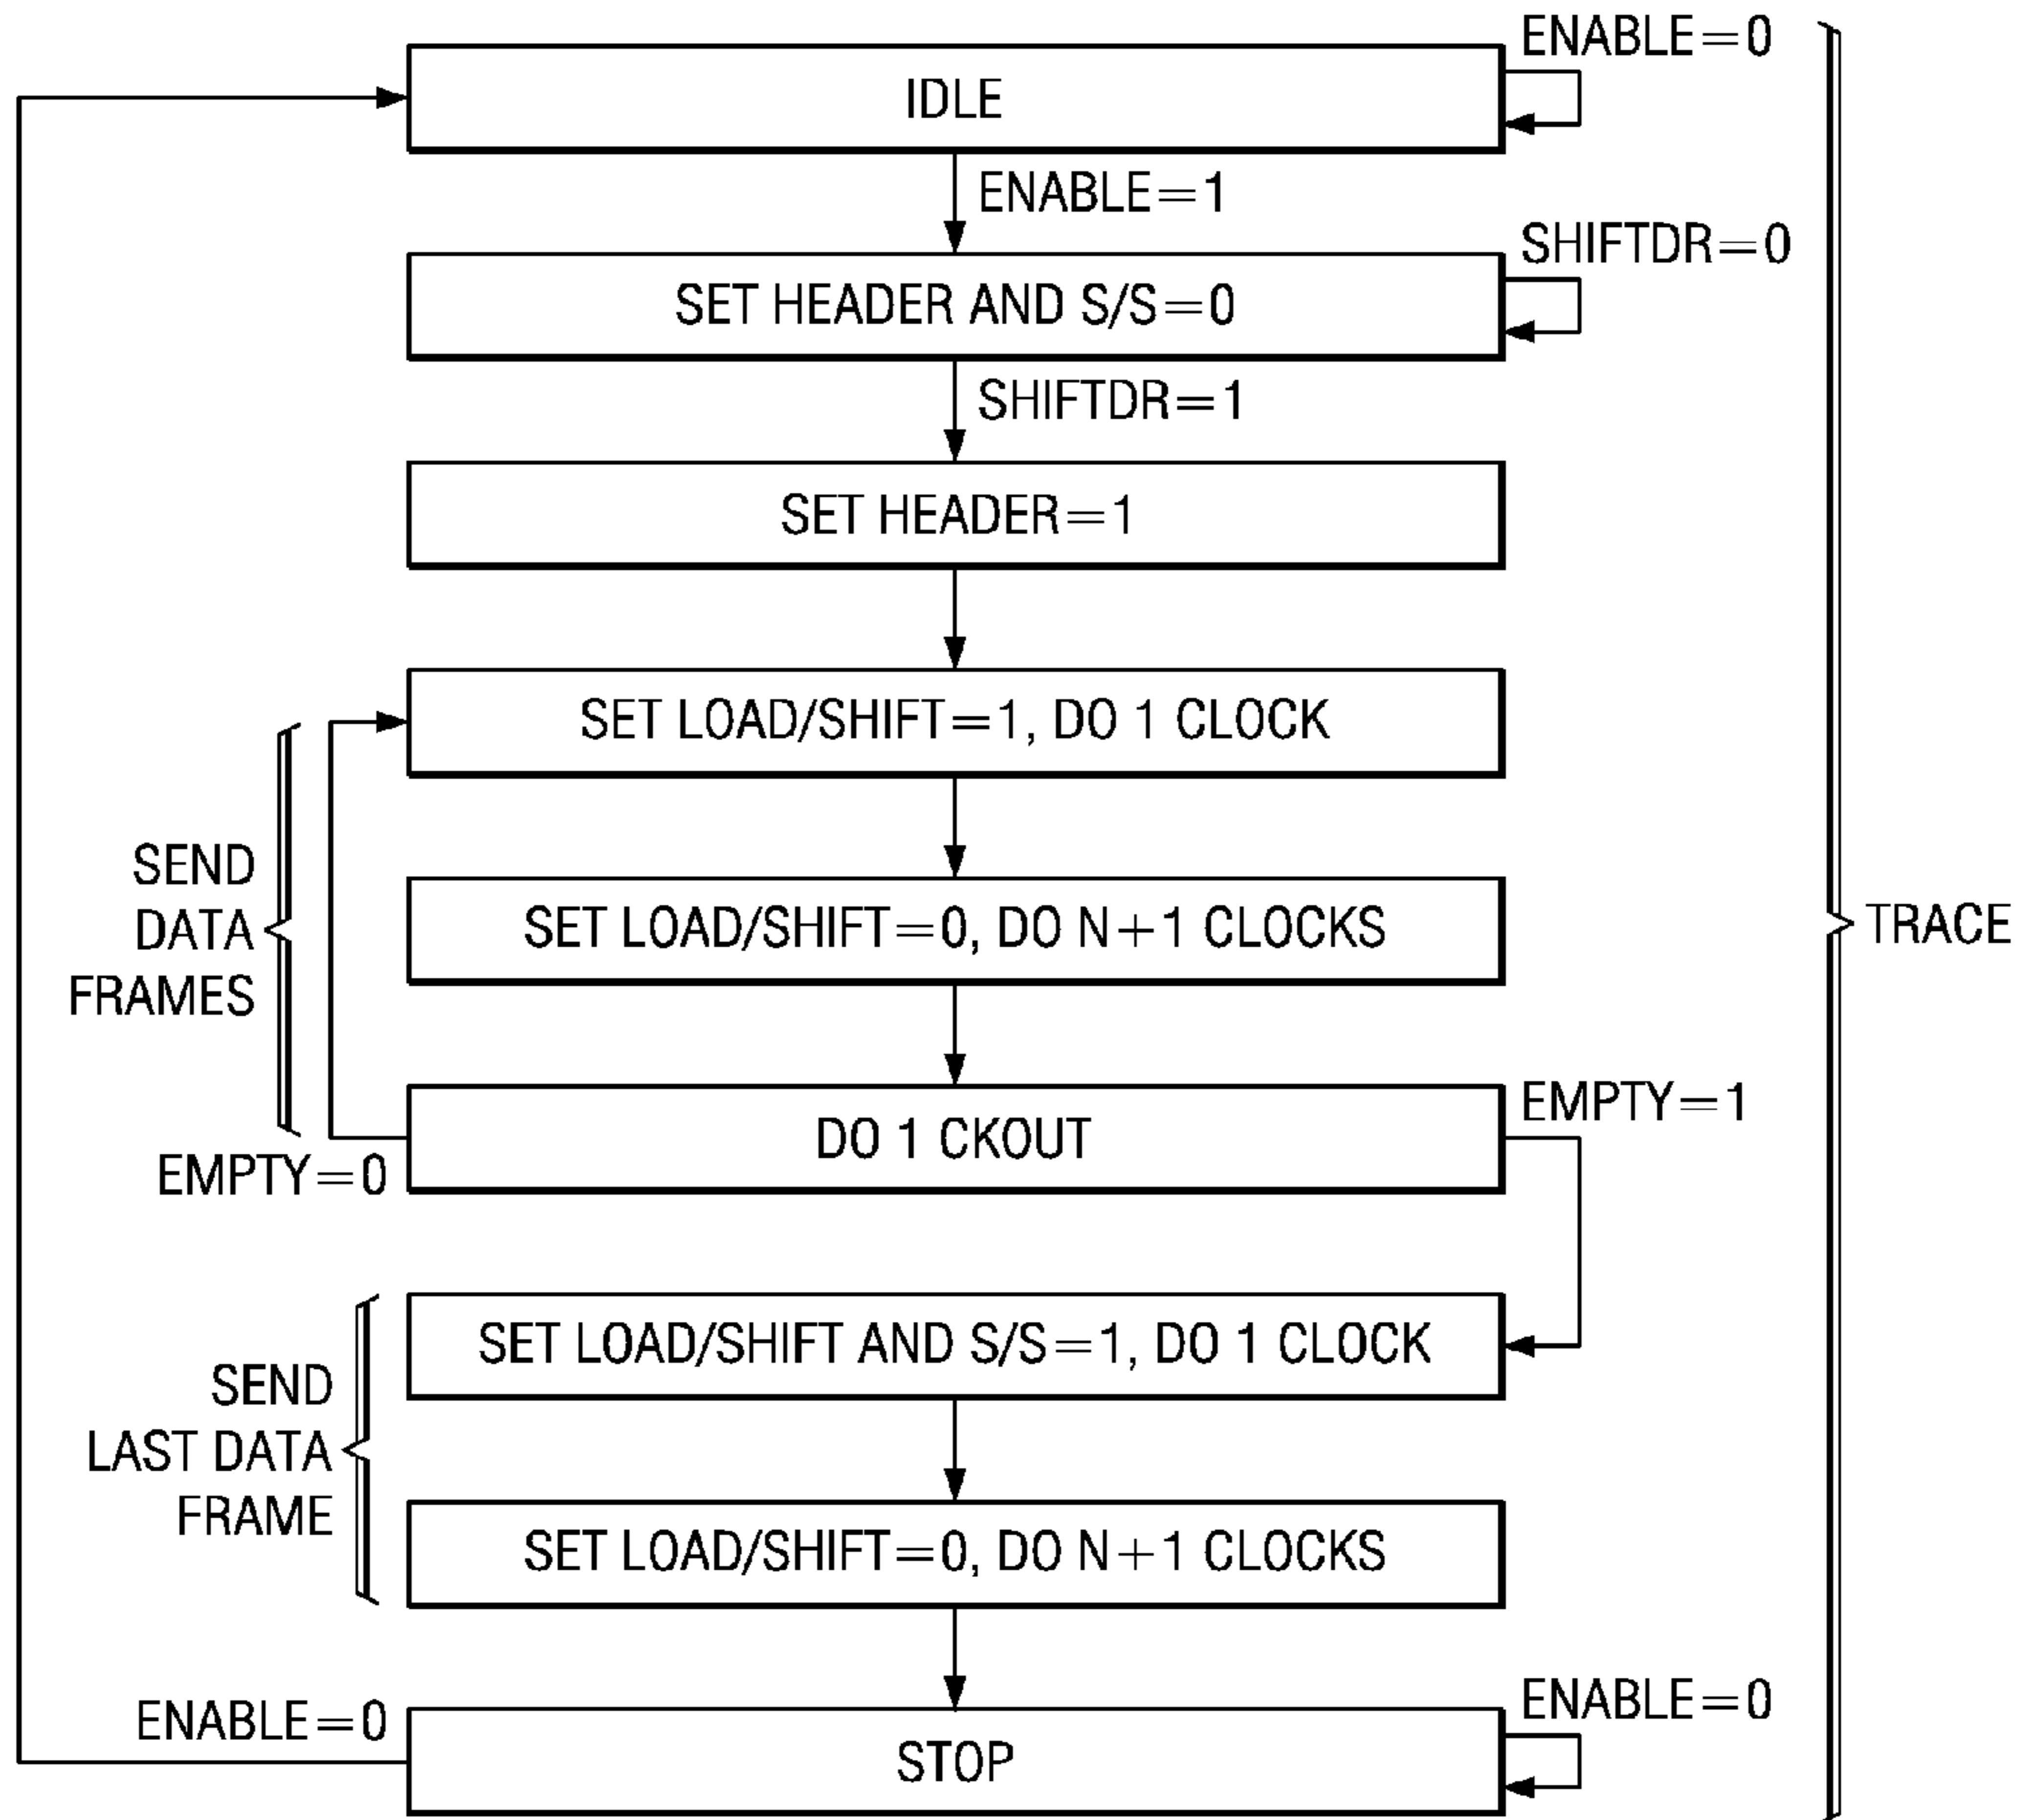 ENABLE=0
IDLE
ENABLE=1
SHIFTDR=0
SET HEADER AND S/S=0
SHIFTDR=1
SET HEADER=1
SET LOAD/SHIFT=1, DO 1 CLOCK
SEND
DATA
FRAMES
SET LOAD/SHIFT=0, DO N+1 CLOCKS
TRACE
EMPTY=1
DO 1 CKOUT
EMPTY=0
SET LOAD/SHIFT AND S/S=1, DO 1 CLOCK
SEND
LAST DATA
FRAME
SET LOAD/SHIFT=0, DO N+1 CLOCKS
ENABLE=0
ENABLE=0
STOP